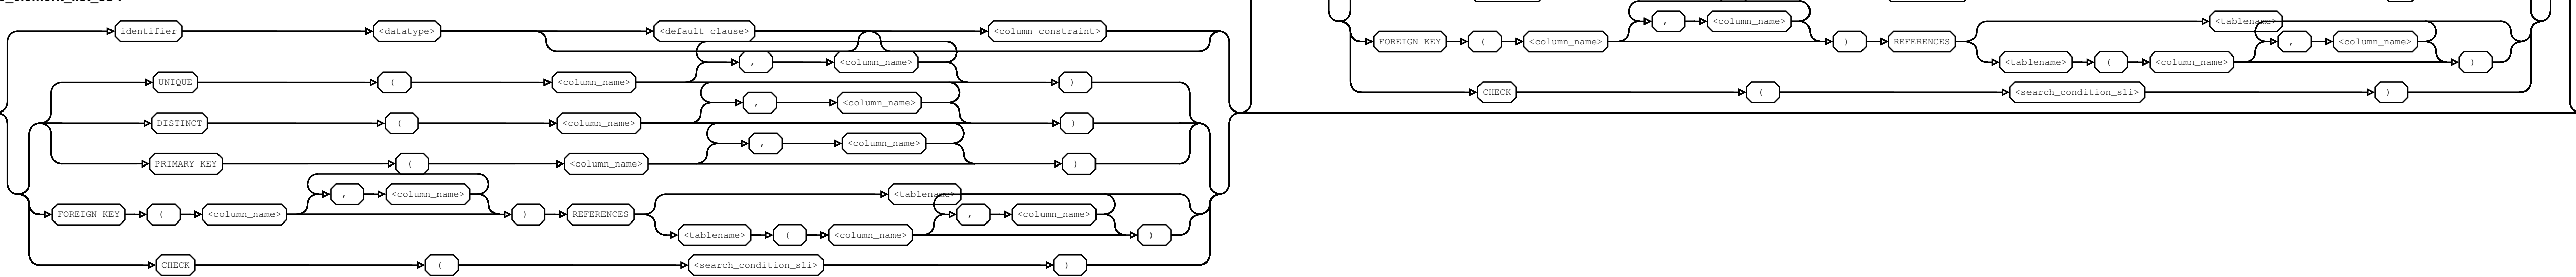 identifier <datatype> <default clause> <column constraint>
, <column_name>
UNIQUE ( <column_name> )
, <column_name>
DISTINCT ( <column_name> )
, <column_name>
PRIMARY KEY ( <column_name> )
, <column_name> <tablename>
FOREIGN KEY ( <column_name> ) REFERENCES , <column_name>
<tablename> ( <column_name> )
CHECK ( <search_condition_sli> )
, <column_name> <tablename>
FOREIGN KEY ( <column_name> ) REFERENCES , <column_name>
<tablename> ( <column_name> )
CHECK ( <search_condition_sli> )